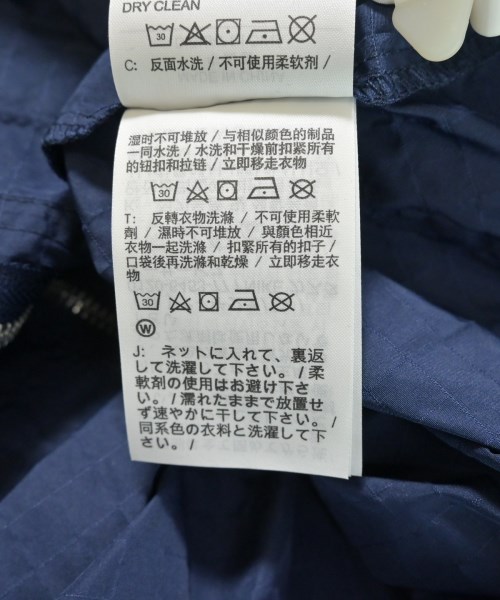 DRY CLEAN
30
C: 反面水洗 / 不可使用柔软剂 /
湿时不可堆放 / 与相似颜色的制品
一同水洗 / 水洗和干燥前扣紧所有
的钮扣和拉链 / 立即移走衣物
30
T: 反轉衣物洗滌 / 不可使用柔軟
劑 / 濕時不可堆放 / 與顏色相近
衣物一起洗滌 / 扣緊所有的扣子 /
口袋後再洗滌和乾燥 / 立即移走衣
物
30
W
J: ネットに入れて、裏返
して洗濯して下さい。/ 柔
軟剤の使用はお避け下さ
い。/ 濡れたままで放置せ
ず速やかに干して下さい。/
同系色の衣料と洗濯して下
さい。/